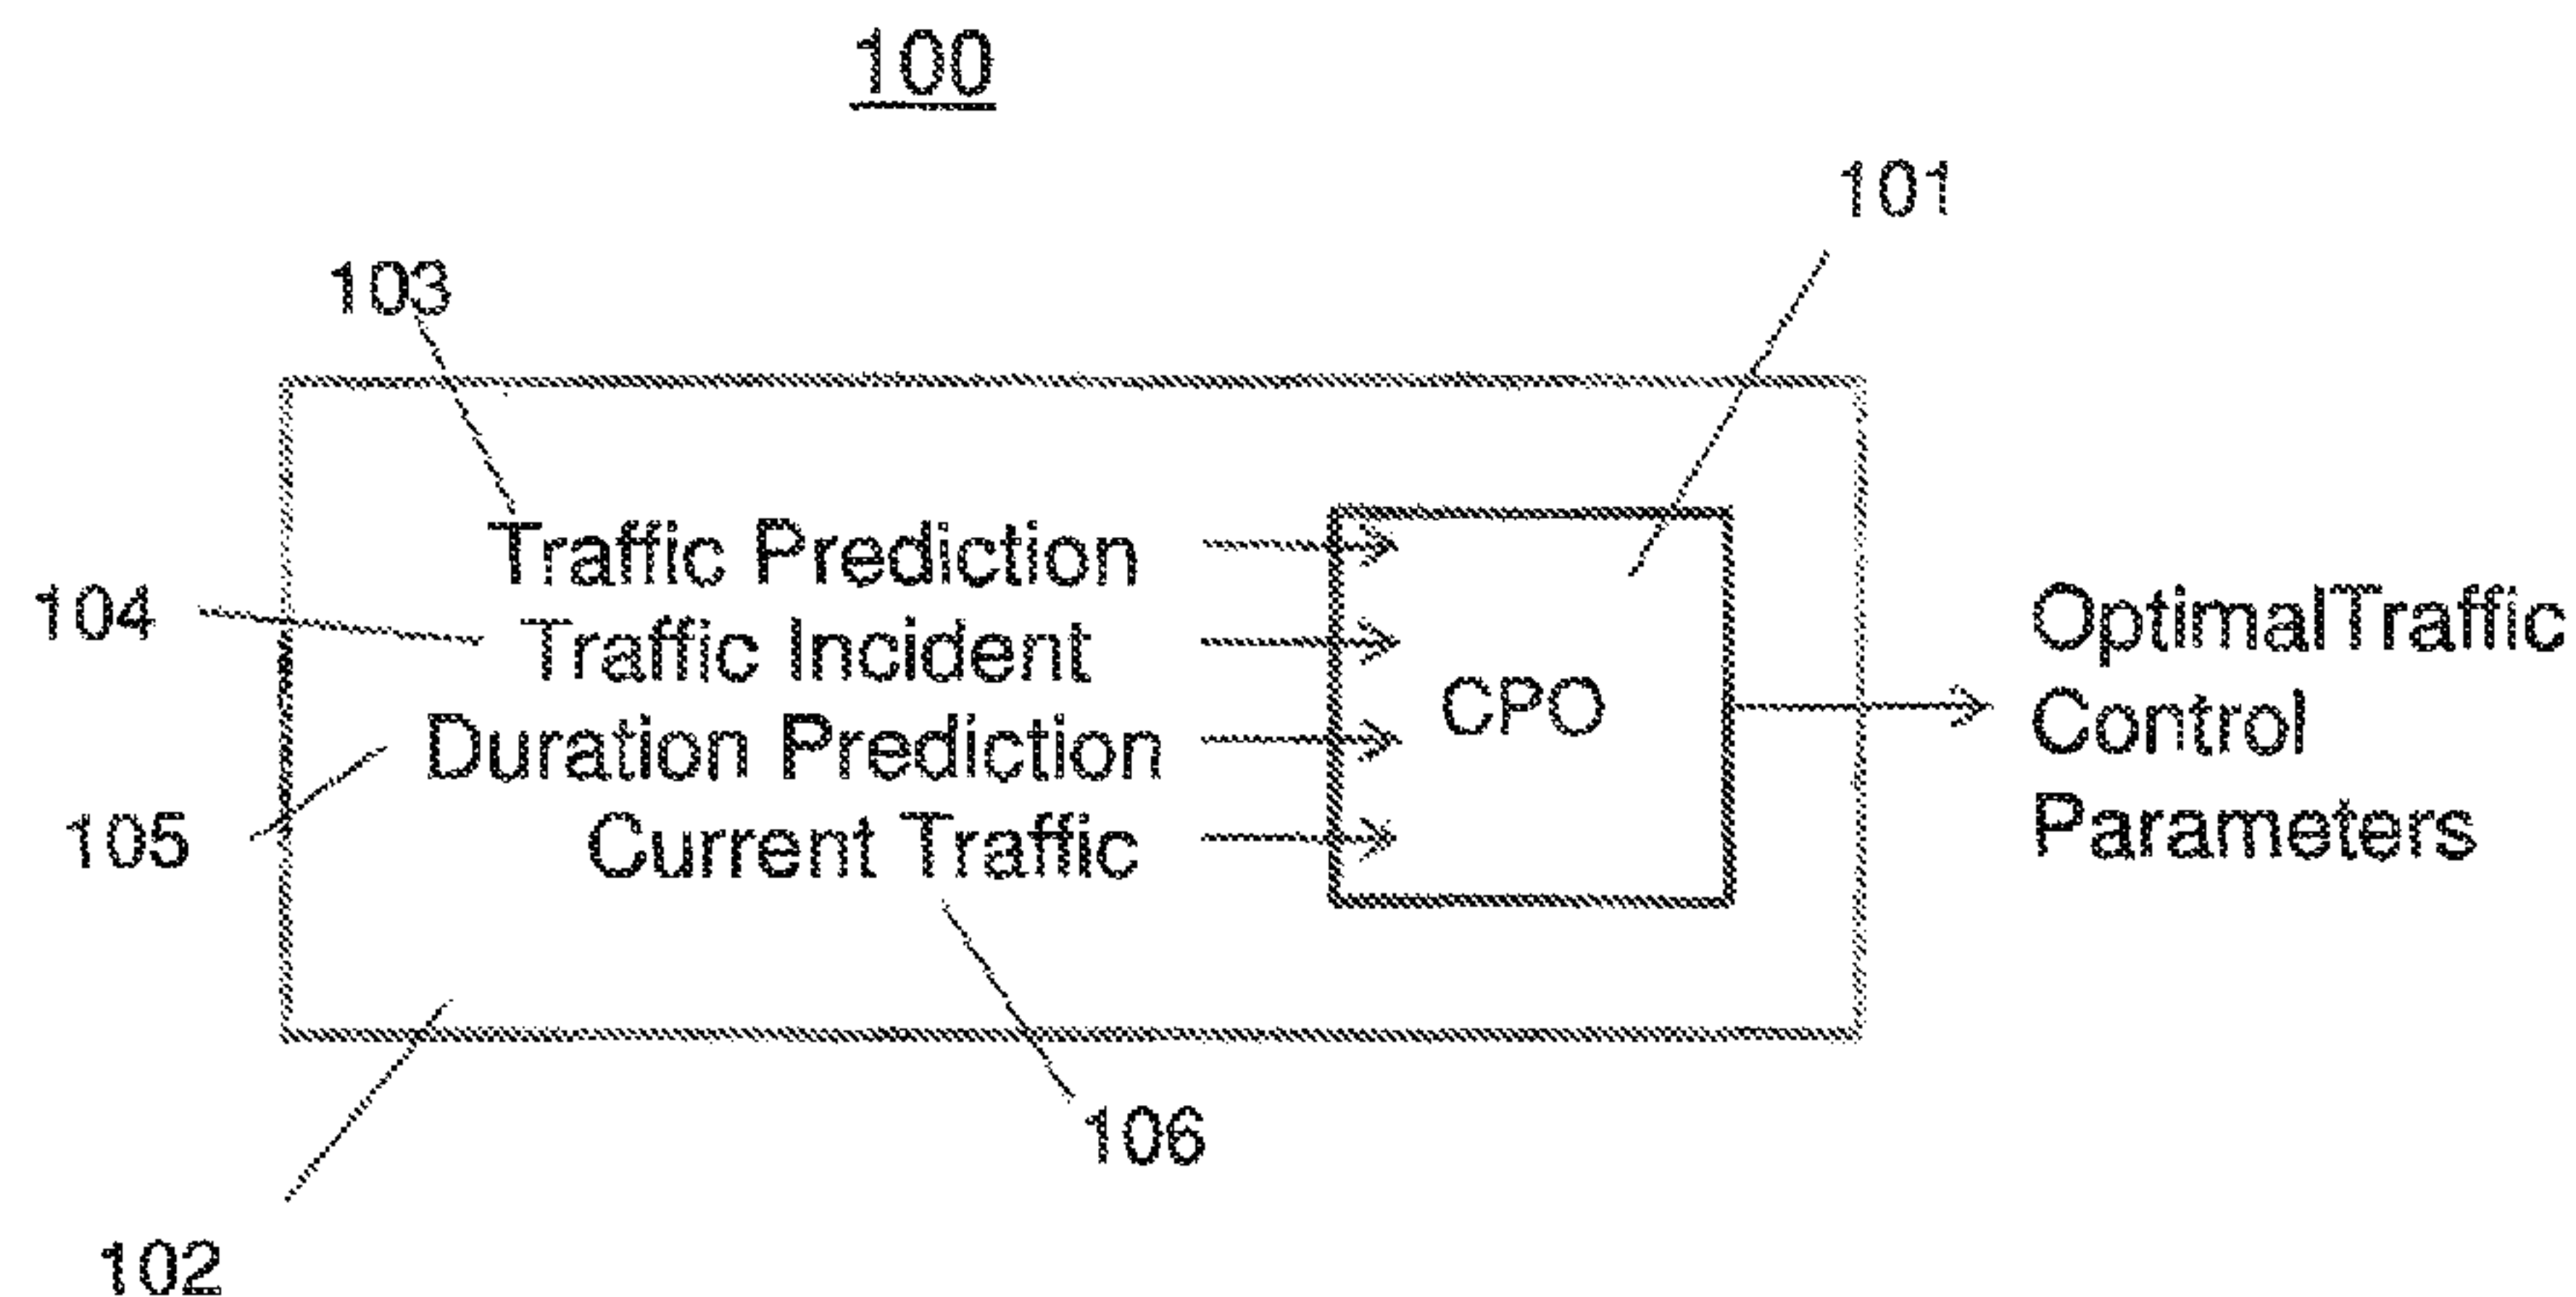 100
101
103
Traffic Prediction
104
Traffic Incident
CPO
Duration Prediction
105
Current Traffic
OptimalTraffic
Control
Parameters
106
102